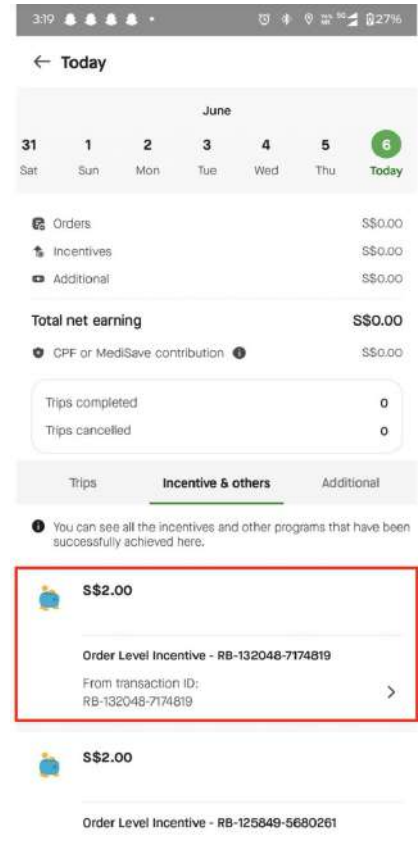 3:19
5G
27%
← Today
June
31 1 2 3 4 5 6
Sat Sun Mon Tue Wed Thu Today
Orders S$0.00
Incentives S$0.00
Additional S$0.00
Total net earning S$0.00
CPF or MediSave contribution S$0.00
Trips completed 0
Trips cancelled 0
Trips Incentive & others Additional
You can see all the incentives and other programs that have been
successfully achieved here.
S$2.00
Order Level Incentive - RB-132048-7174819
From transaction ID:
RB-132048-7174819
S$2.00
Order Level Incentive - RB-125849-5680261